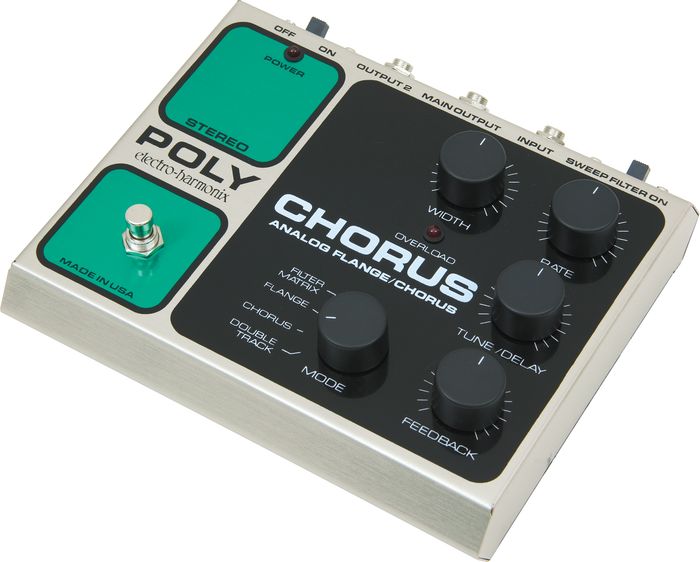 OFF
ON
OUTPUT 2
MAIN OUTPUT
INPUT
SWEEP FILTER ON
POWER
STEREO
POLY
electro-harmonix
MADE IN USA
CHORUS
ANALOG FLANGE/CHORUS
WIDTH
OVERLOAD
RATE
TUNE/DELAY
FEEDBACK
FILTER
MATRIX
FLANGE
CHORUS
DOUBLE
TRACK
MODE